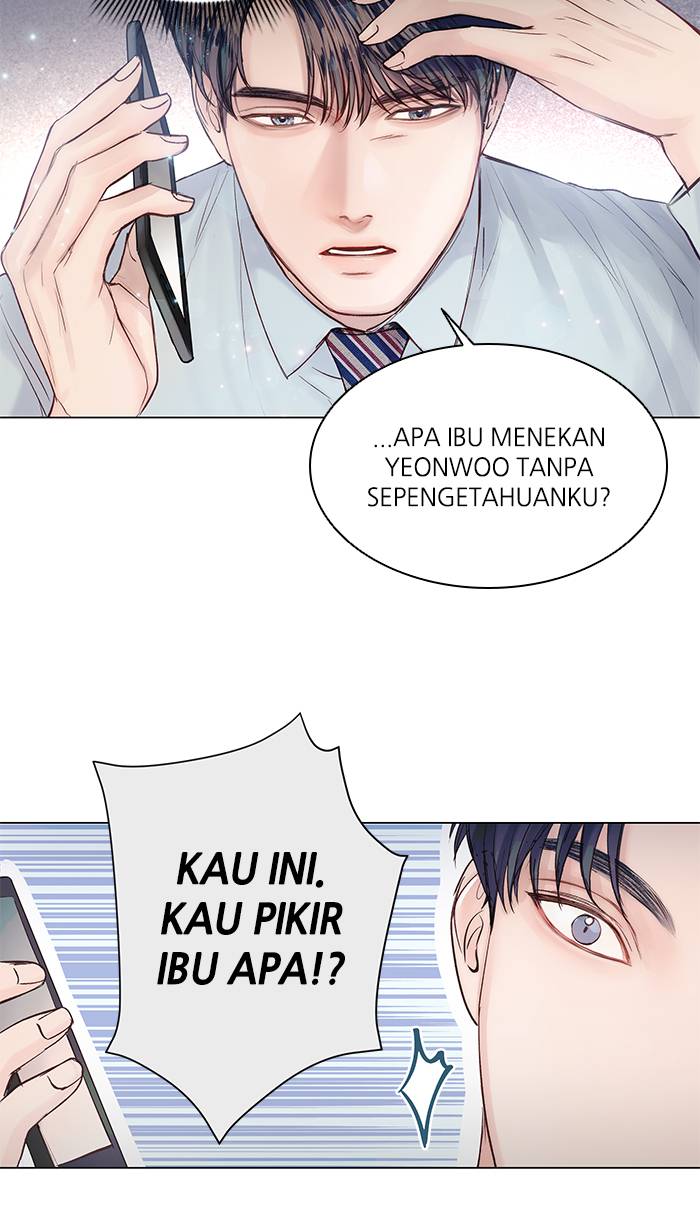 ...APA IBU MENEKAN
YEONWOO TANPA
SEPENGETAHUANKU?
KAU INI.
KAU PIKIR
IBU APA!?